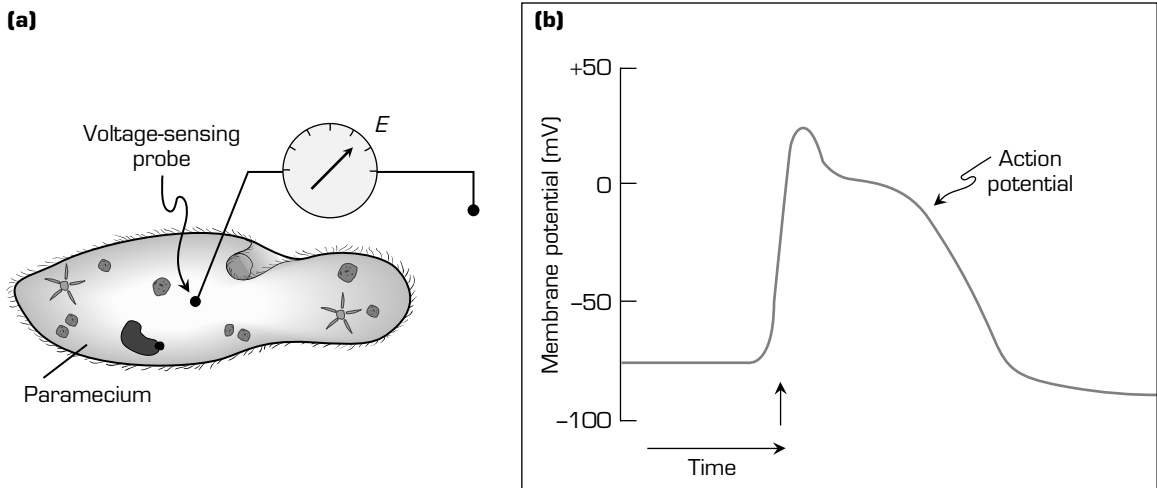 (a)
Voltage-sensing
probe
E
Paramecium
(b)
Membrane potential (mV)
+50
0
−50
−100
Action
potential
Time